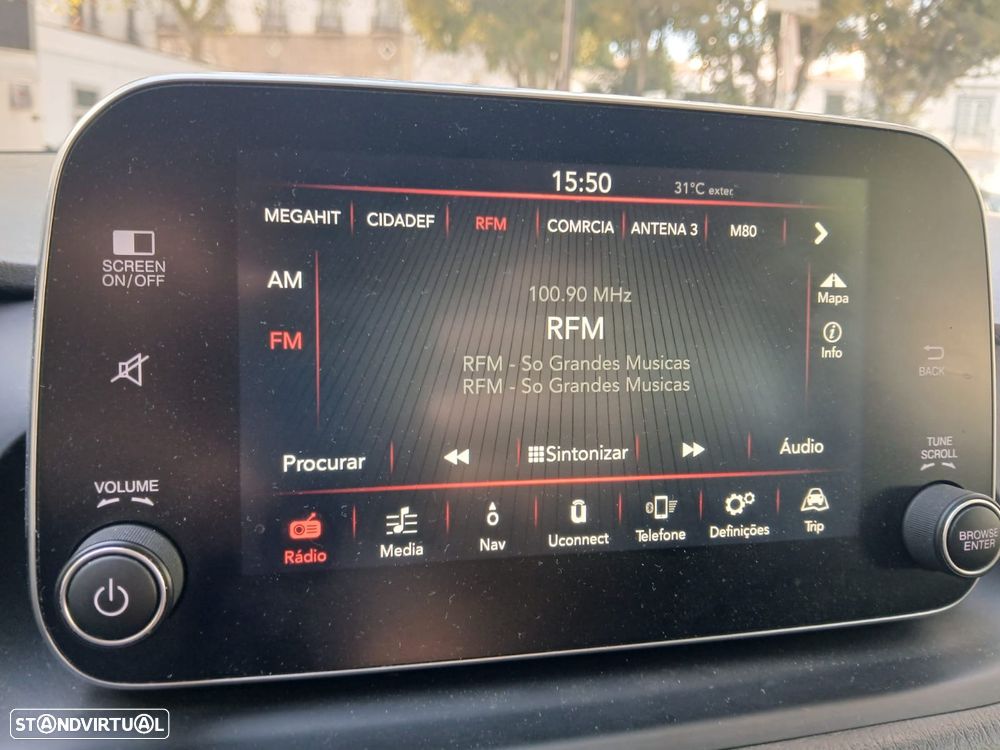 15:50
31°C exter.
MEGAHIT CIDADEF RFM COMRCIA ANTENA 3 M80
SCREEN
ON/OFF
AM
FM
100.90 MHz
RFM
RFM - So Grandes Musicas
RFM - So Grandes Musicas
Mapa
Info
BACK
Procurar Sintonizar Áudio
TUNE
SCROLL
VOLUME
Rádio Media Nav Uconnect Telefone Definições Trip
BROWSE
ENTER
STANDVIRTUAL